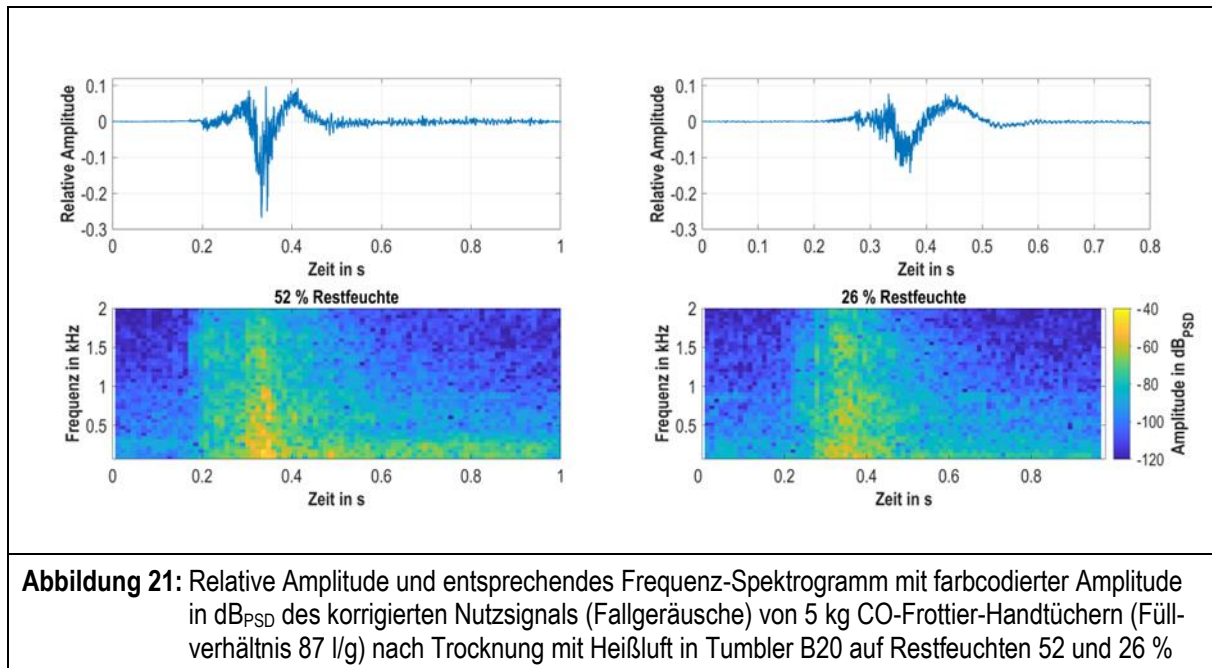 0.1
0
-0.1
-0.2
-0.3
Relative Amplitude
0 0.2 0.4 0.6 0.8 1
Zeit in s
0.1
0
-0.1
-0.2
-0.3
Relative Amplitude
0 0.1 0.2 0.3 0.4 0.5 0.6 0.7 0.8
Zeit in s
52 % Restfeuchte
2
1.5
1
0.5
Frequenz in kHz
0 0.2 0.4 0.6 0.8 1
Zeit in s
26 % Restfeuchte
2
1.5
1
0.5
Frequenz in kHz
0 0.2 0.4 0.6 0.8
Zeit in s
-40
-60
-80
-100
-120
Amplitude in dBPSD
Abbildung 21: Relative Amplitude und entsprechendes Frequenz-Spektrogramm mit farbcodierter Amplitude
in dBPSD des korrigierten Nutzsignals (Fallgeräusche) von 5 kg CO-Frottier-Handtüchern (Füll-
verhältnis 87 l/g) nach Trocknung mit Heißluft in Tumbler B20 auf Restfeuchten 52 und 26 %